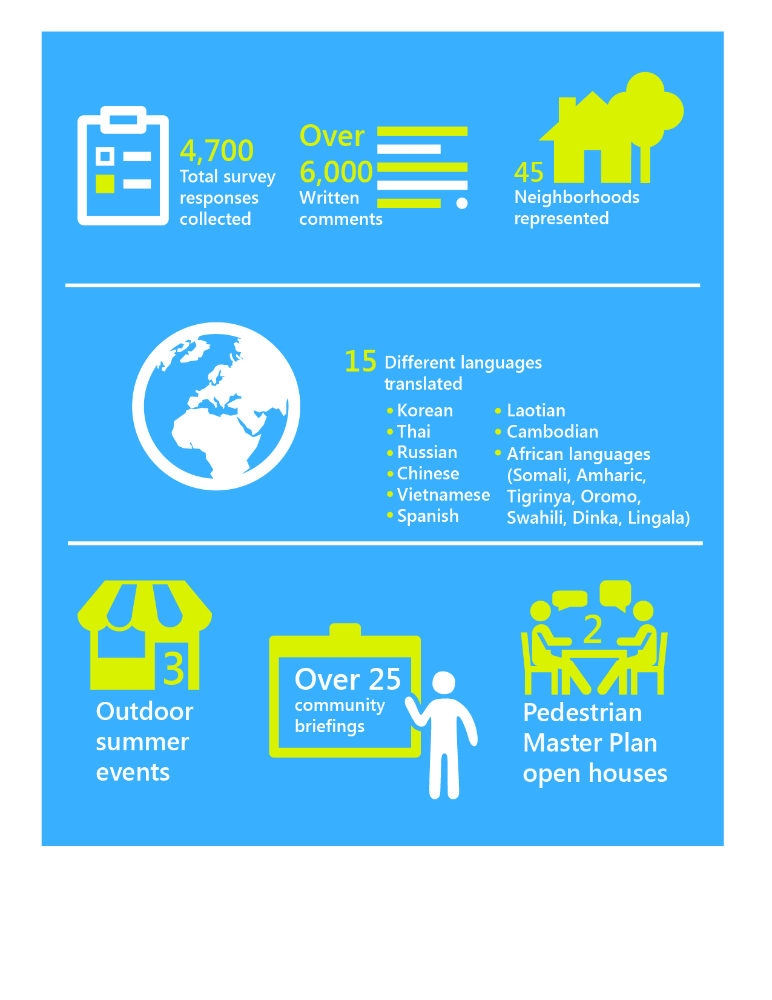 4,700
Total survey
responses
collected
Over
6,000
Written
comments
45
Neighborhoods
represented
15 Different languages
translated
• Korean
• Thai
• Russian
• Chinese
• Vietnamese
• Spanish
• Laotian
• Cambodian
• African languages
(Somali, Amharic,
Tigrinya, Oromo,
Swahili, Dinka, Lingala)
3
Outdoor
summer
events
Over 25
community
briefings
2
Pedestrian
Master Plan
open houses